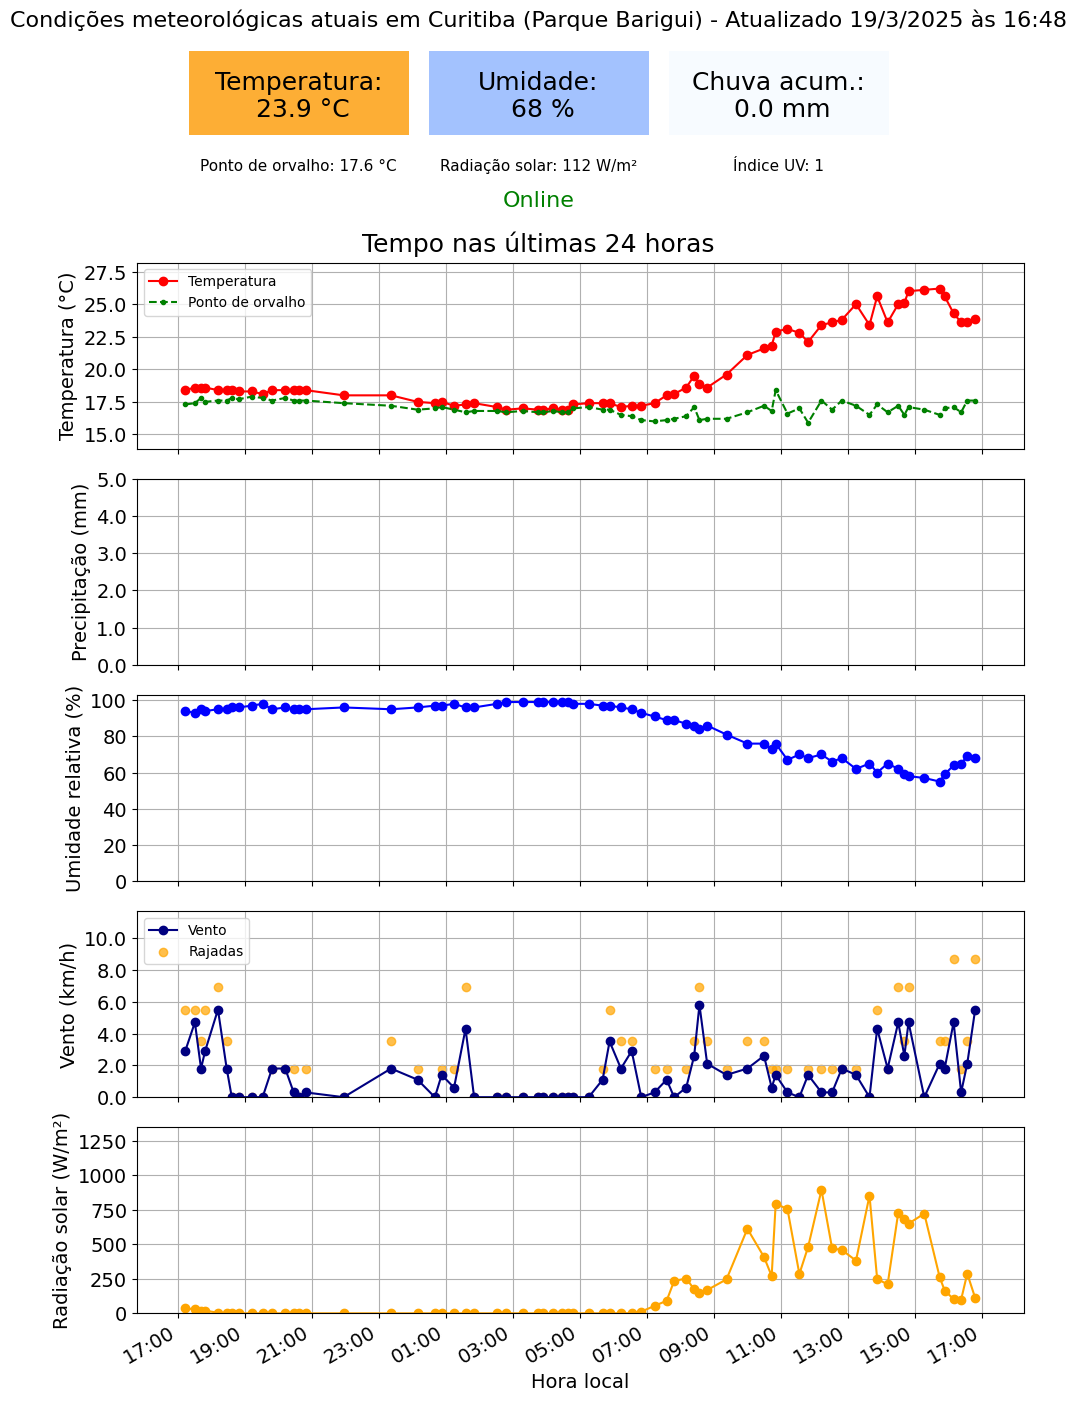 Condições meteorológicas atuais em Curitiba (Parque Barigui) - Atualizado 19/3/2025 às 16:48
Temperatura:
23.9 °C
Umidade:
68 %
Chuva acum.:
0.0 mm
Ponto de orvalho: 17.6 °C
Radiação solar: 112 W/m²
Índice UV: 1
Online
Tempo nas últimas 24 horas
Temperatura (°C)
27.5
25.0
22.5
20.0
17.5
15.0
Temperatura
Ponto de orvalho
Precipitação (mm)
5.0
4.0
3.0
2.0
1.0
0.0
Umidade relativa (%)
100
80
60
40
20
0
Vento (km/h)
10.0
8.0
6.0
4.0
2.0
0.0
Vento
Rajadas
Radiação solar (W/m²)
1250
1000
750
500
250
0
17:00
19:00
21:00
23:00
01:00
03:00
05:00
07:00
09:00
11:00
13:00
15:00
17:00
Hora local